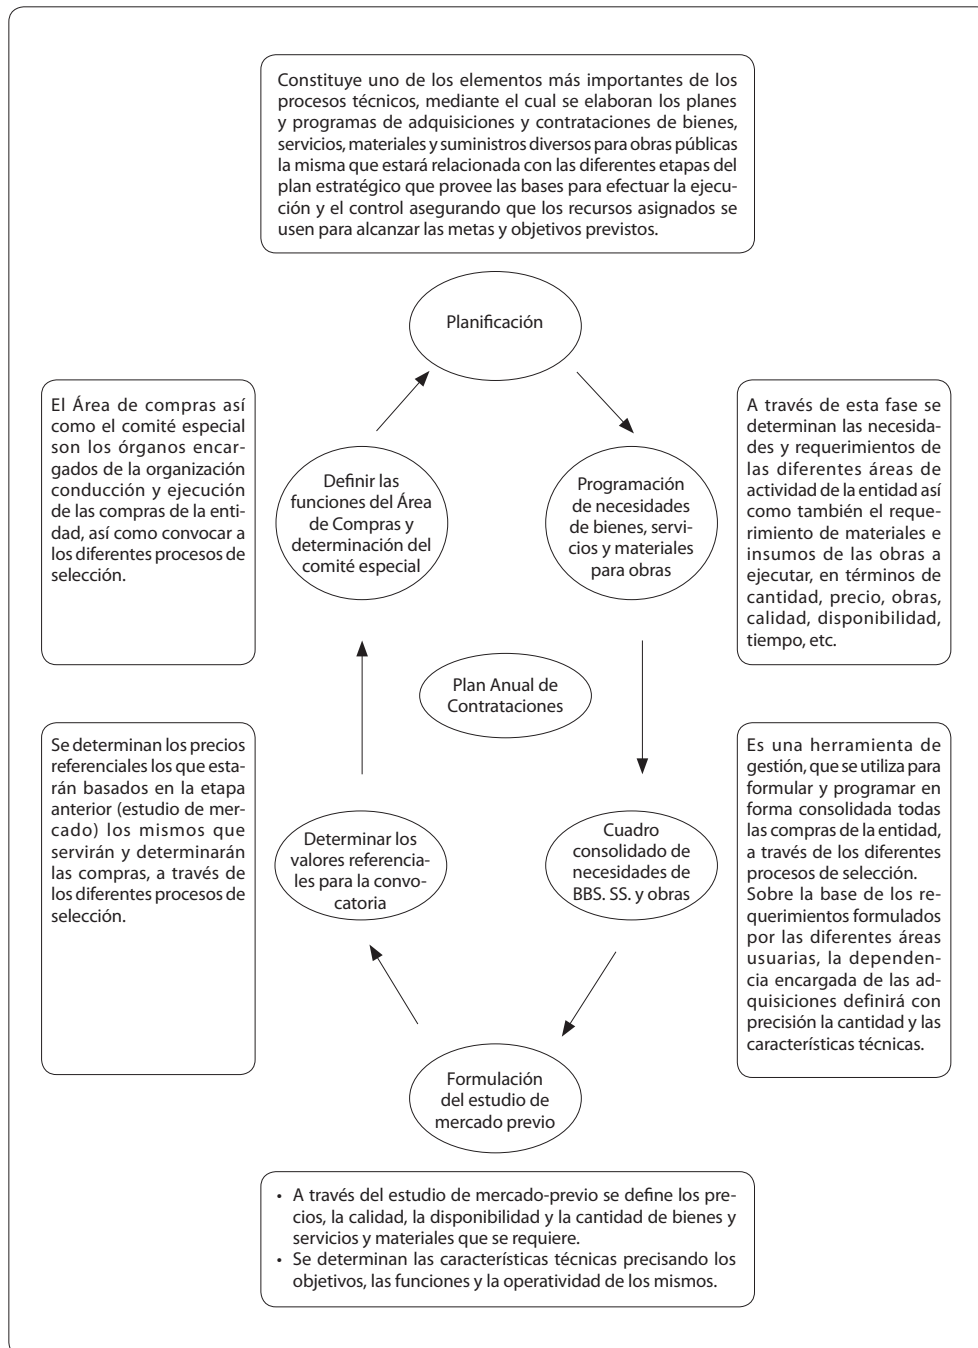 Constituye uno de los elementos más importantes de los
procesos técnicos, mediante el cual se elaboran los planes
y programas de adquisiciones y contrataciones de bienes,
servicios, materiales y suministros diversos para obras públicas
la misma que estará relacionada con las diferentes etapas del
plan estratégico que provee las bases para efectuar la ejecu-
ción y el control asegurando que los recursos asignados se
usen para alcanzar las metas y objetivos previstos.
Planificación
El Área de compras así
como el comité especial
son los órganos encar-
gados de la organización
conducción y ejecución
de las compras de la enti-
dad, así como convocar a
los diferentes procesos de
selección.
Definir las
funciones del Área
de Compras y
determinación del
comité especial
Programación
de necesidades
de bienes, servi-
cios y materiales
para obras
A través de esta fase se
determinan las necesida-
des y requerimientos de
las diferentes áreas de
actividad de la entidad así
como también el reque-
rimiento de materiales e
insumos de las obras a
ejecutar, en términos de
cantidad, precio, obras,
calidad, disponibilidad,
tiempo, etc.
Plan Anual de
Contrataciones
Se determinan los precios
referenciales los que esta-
rán basados en la etapa
anterior (estudio de mer-
cado) los mismos que
servirán y determinarán
las compras, a través de
los diferentes procesos de
selección.
Determinar los
valores referencia-
les para la convo-
catoria
Cuadro
consolidado de
necesidades de
BBS. SS. y obras
Es una herramienta de
gestión, que se utiliza para
formular y programar en
forma consolidada todas
las compras de la entidad,
a través de los diferentes
procesos de selección.
Sobre la base de los re-
querimientos formulados
por las diferentes áreas
usuarias, la dependen-
cia encargada de las ad-
quisiciones definirá con
precisión la cantidad y las
características técnicas.
Formulación
del estudio de
mercado previo
• A través del estudio de mercado-previo se define los pre-
cios, la calidad, la disponibilidad y la cantidad de bienes y
servicios y materiales que se requiere.
• Se determinan las características técnicas precisando los
objetivos, las funciones y la operatividad de los mismos.